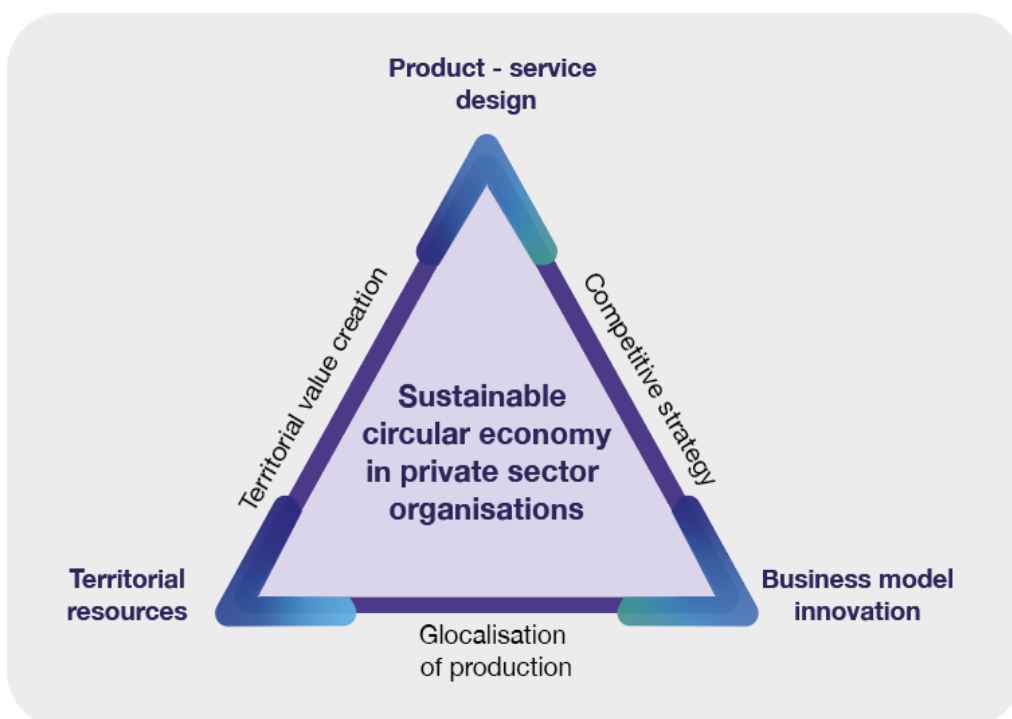 Product - service
design
Territorial value creation
Competitive strategy
Sustainable
circular economy
in private sector
organisations
Territorial
resources
Business model
innovation
Glocalisation
of production